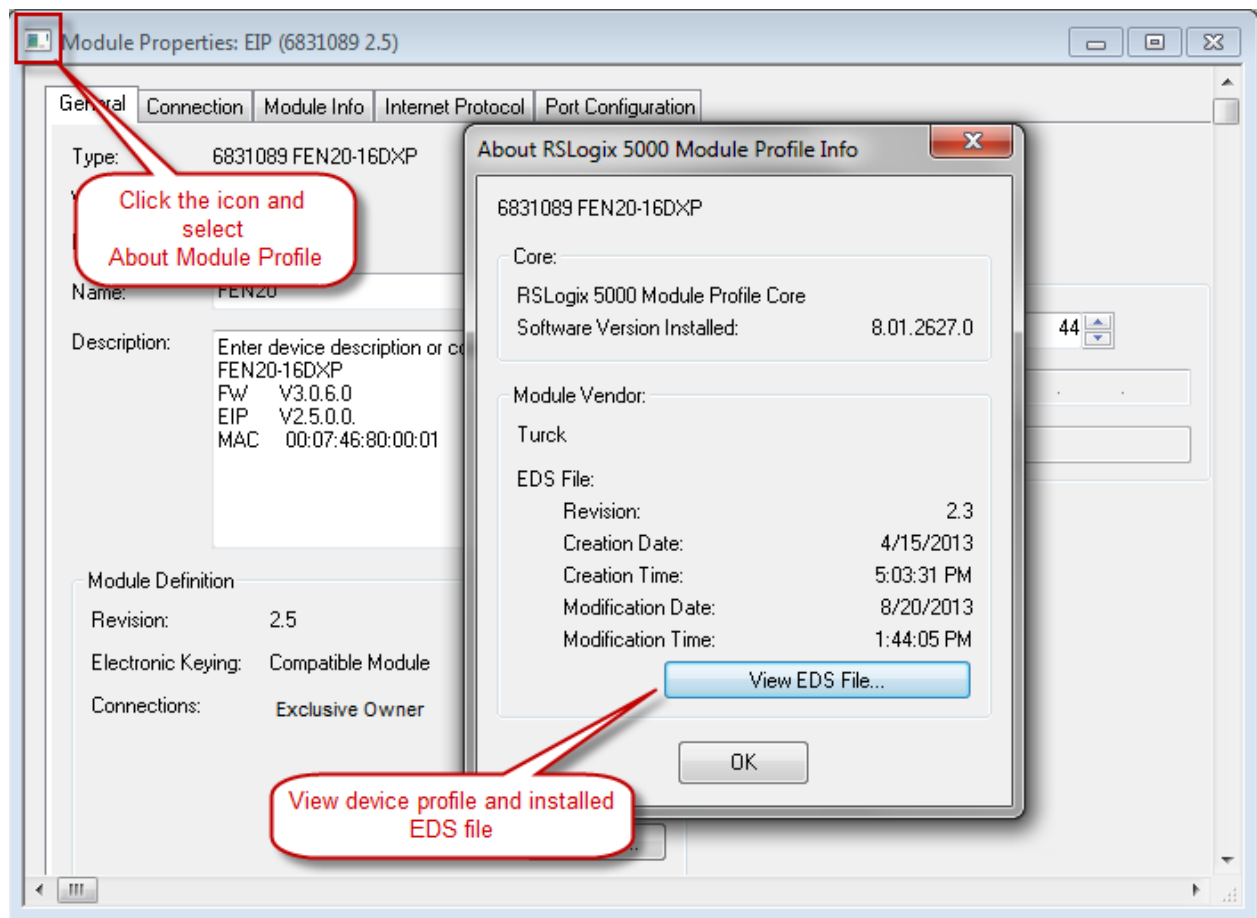 Module Properties: EIP (6831089 2.5)
General
Connection
Module Info
Internet Protocol
Port Configuration
Type: 6831089 FEN20-16DXP
Click the icon and
select
About Module Profile
Name: FEN20
Description:
Enter device description or
FEN20-16DXP
FW V3.0.6.0
EIP V2.5.0.0.
MAC 00:07:46:80:00:01
Module Definition
Revision: 2.5
Electronic Keying: Compatible Module
Connections: Exclusive Owner
44
About RSLogix 5000 Module Profile Info
6831089 FEN20-16DXP
Core:
RSLogix 5000 Module Profile Core
Software Version Installed: 8.01.2627.0
Module Vendor:
Turck
EDS File:
Revision: 2.3
Creation Date: 4/15/2013
Creation Time: 5:03:31 PM
Modification Date: 8/20/2013
Modification Time: 1:44:05 PM
View EDS File...
OK
View device profile and installed
EDS file